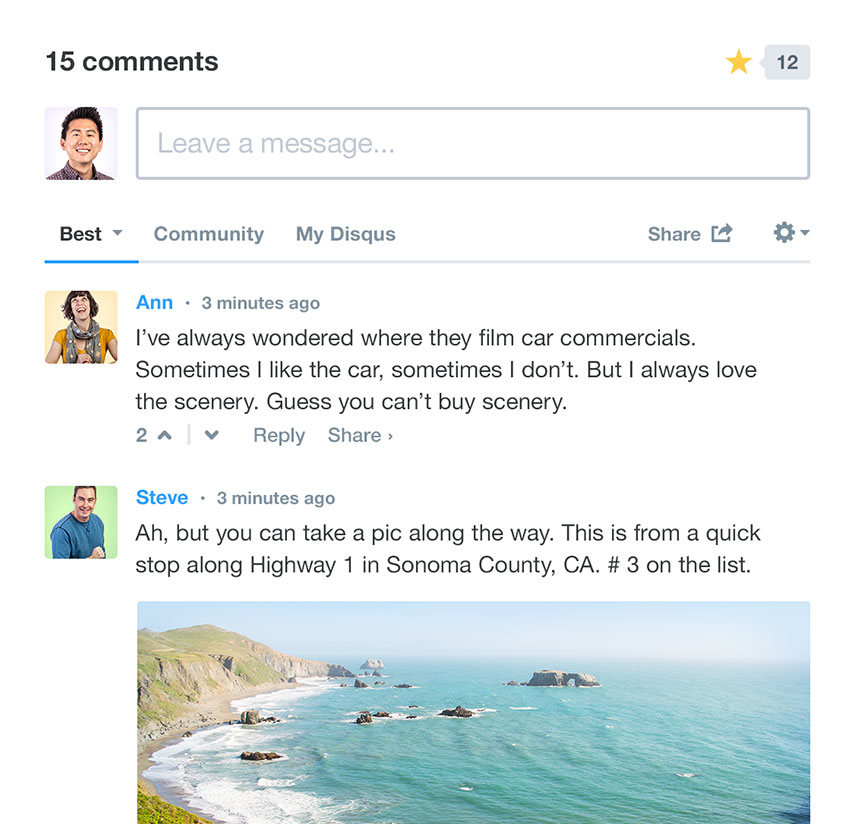 15 comments
12
Leave a message...
Best Community My Disqus Share
Ann · 3 minutes ago
I’ve always wondered where they film car commercials.
Sometimes I like the car, sometimes I don’t. But I always love
the scenery. Guess you can’t buy scenery.
2 Reply Share ›
Steve · 3 minutes ago
Ah, but you can take a pic along the way. This is from a quick
stop along Highway 1 in Sonoma County, CA. # 3 on the list.